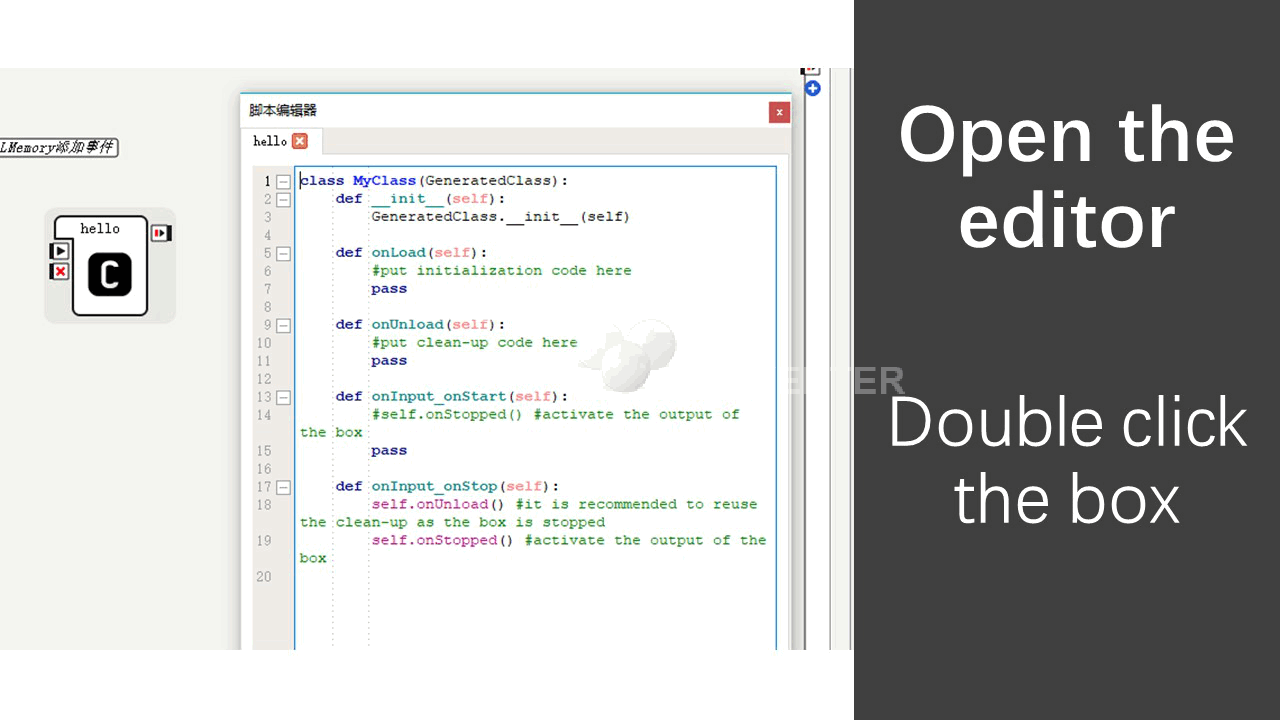 LMemory添加事件
hello
脚本编辑器
hello
1 class MyClass(GeneratedClass):
2 def __init__(self):
3 GeneratedClass.__init__(self)
4
5 def onLoad(self):
6 #put initialization code here
7 pass
8
9 def onUnload(self):
10 #put clean-up code here
11 pass
12
13 def onInput_onStart(self):
14 #self.onStopped() #activate the output of
the box
15 pass
16
17 def onInput_onStop(self):
18 self.onUnload() #it is recommended to reuse
the clean-up as the box is stopped
19 self.onStopped() #activate the output of the
box
20
Open the
editor
Double click
the box